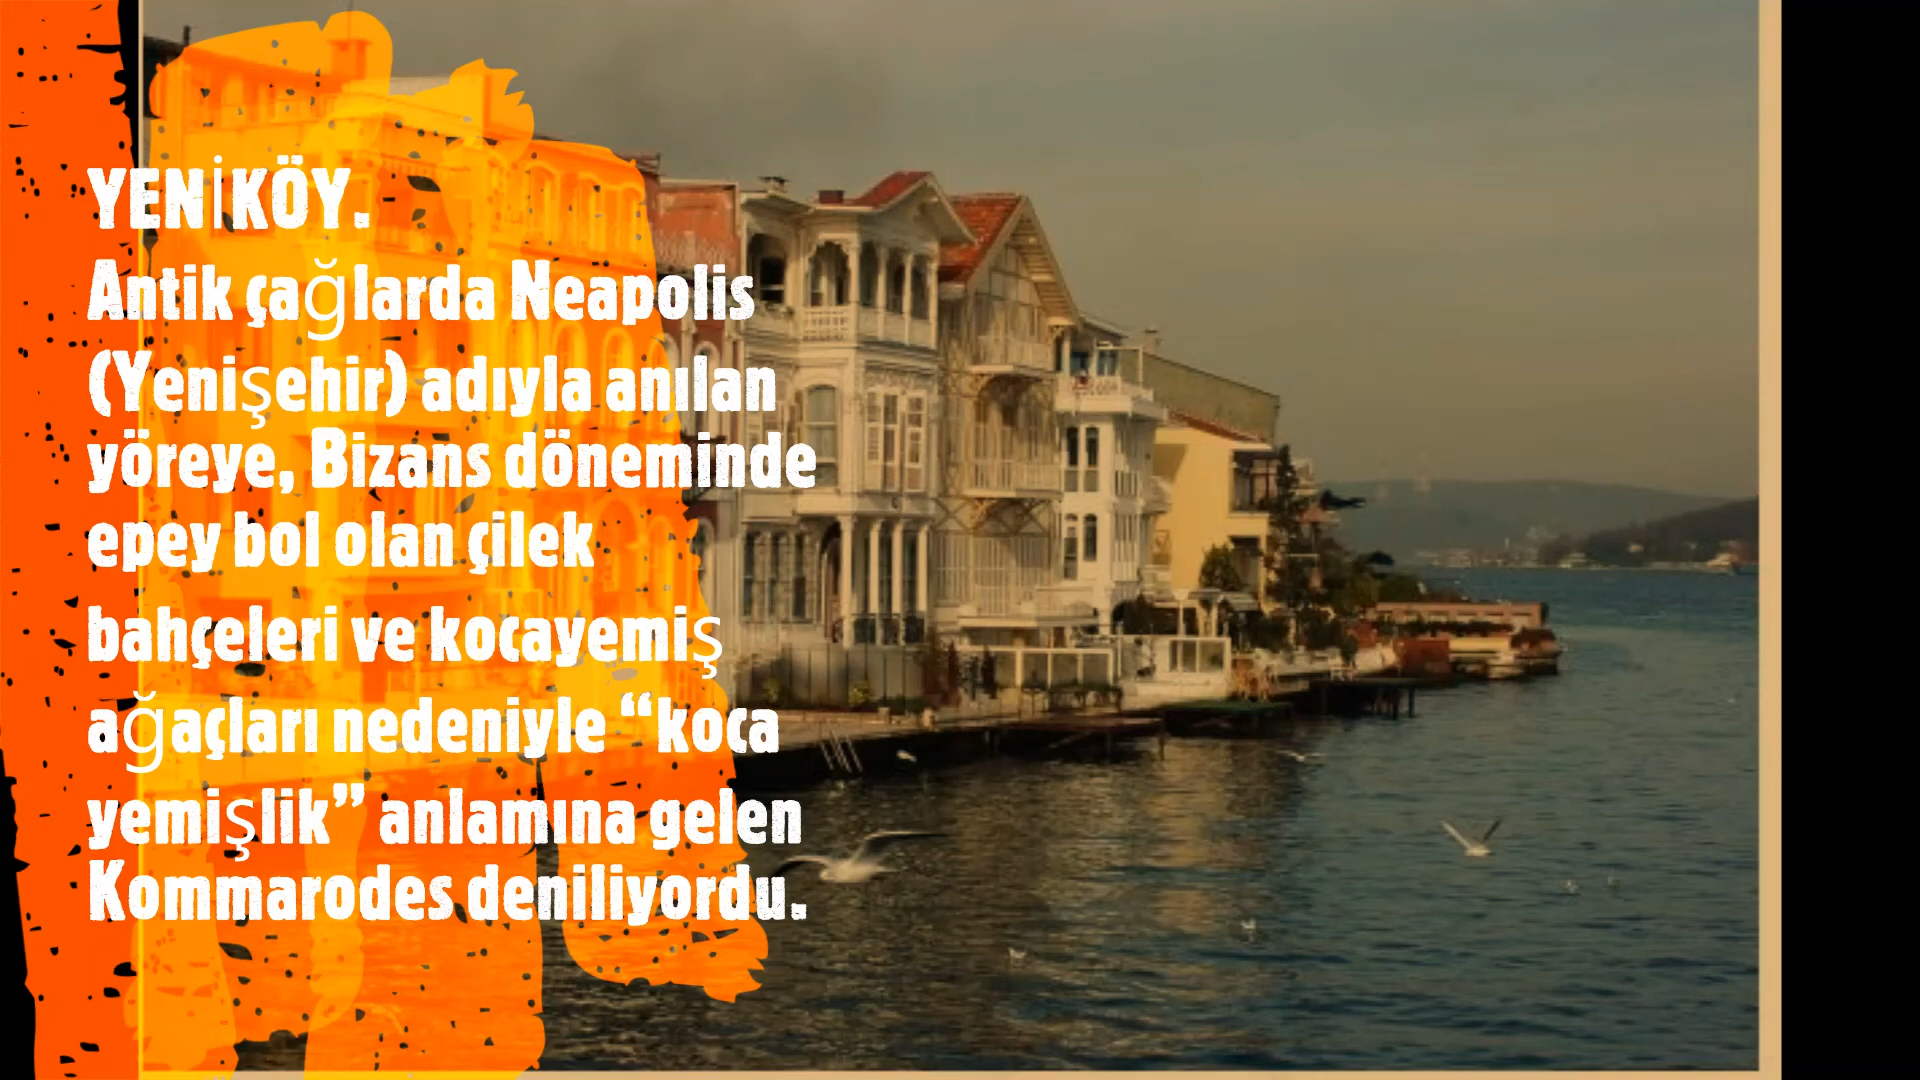 YENİKÖY.
Antik çağlarda Neapolis
(Yenişehir) adıyla anılan
yöreye, Bizans döneminde
epey bol olan çilek
bahçeleri ve kocayemiş
ağaçları nedeniyle “koca
yemişlik” anlamına gelen
Kommarodes deniliyordu.